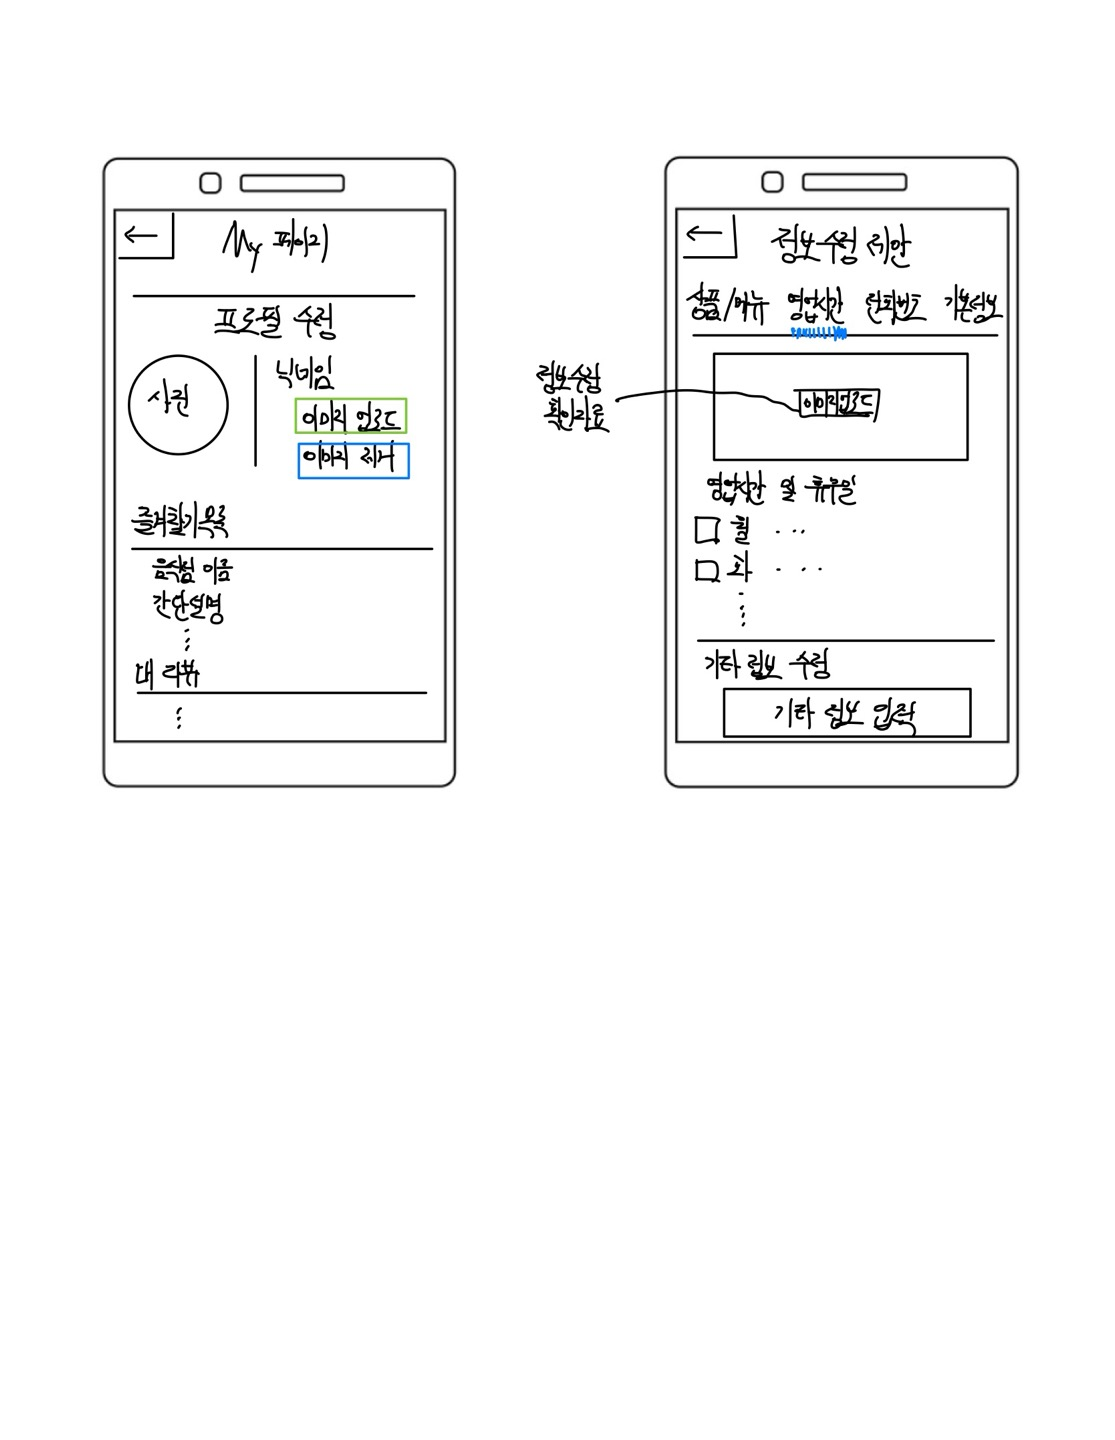 ←
My 페이지
프로필 수정
사진
닉네임
이미지 업로드
이미지 제거
즐겨찾기 목록
음식점 이름
간단설명
내 리뷰
←
정보수정 제안
상품/메뉴 영업시간 전화번호 기본정보
정보수정
확인자료
이미지업로드
영업시간 및 휴무일
월 ...
화 ...
기타 정보 수정
기타 정보 입력